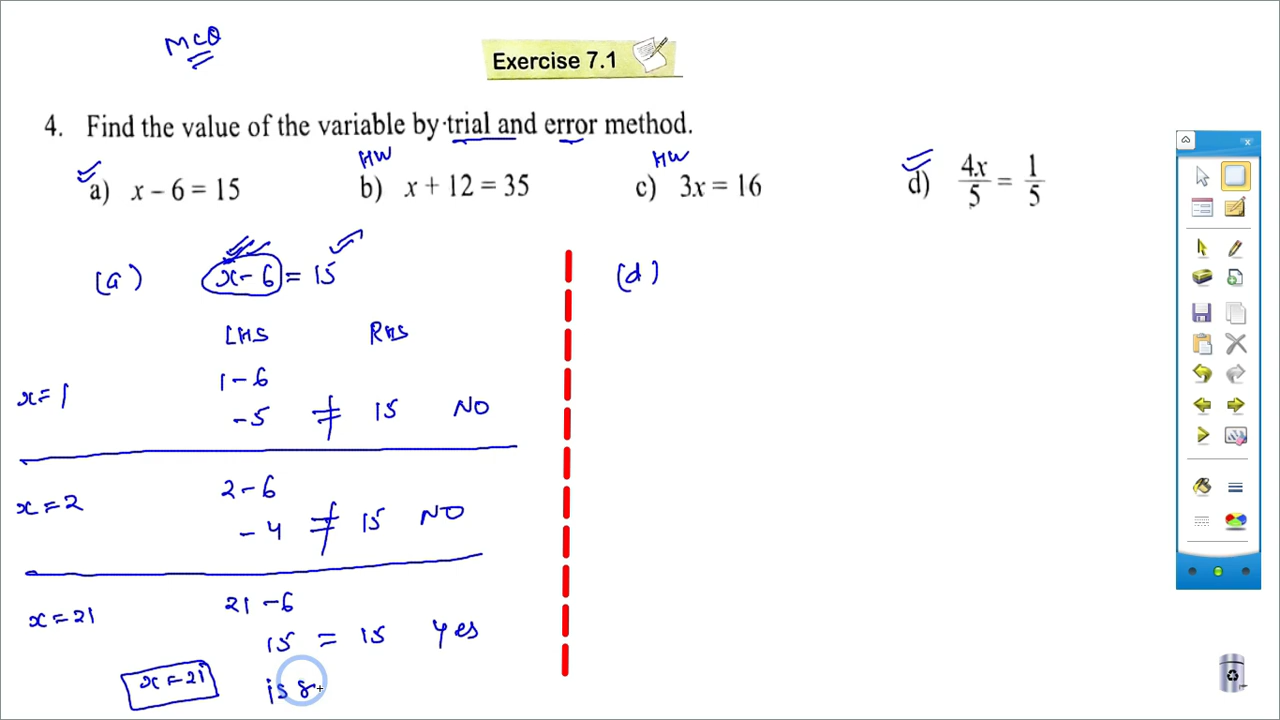 MCQ
Exercise 7.1
4. Find the value of the variable by trial and error method.
HW HW
a) x – 6 = 15 b) x + 12 = 35 c) 3x = 16 d) 4x/5 = 1/5
(a) x – 6 = 15 (d)
LHS RHS
x = 1 1 – 6
– 5 ≠ 15 NO
x = 2 2 – 6
– 4 ≠ 15 NO
x = 21 21 – 6
15 = 15 Yes
x = 21 is s